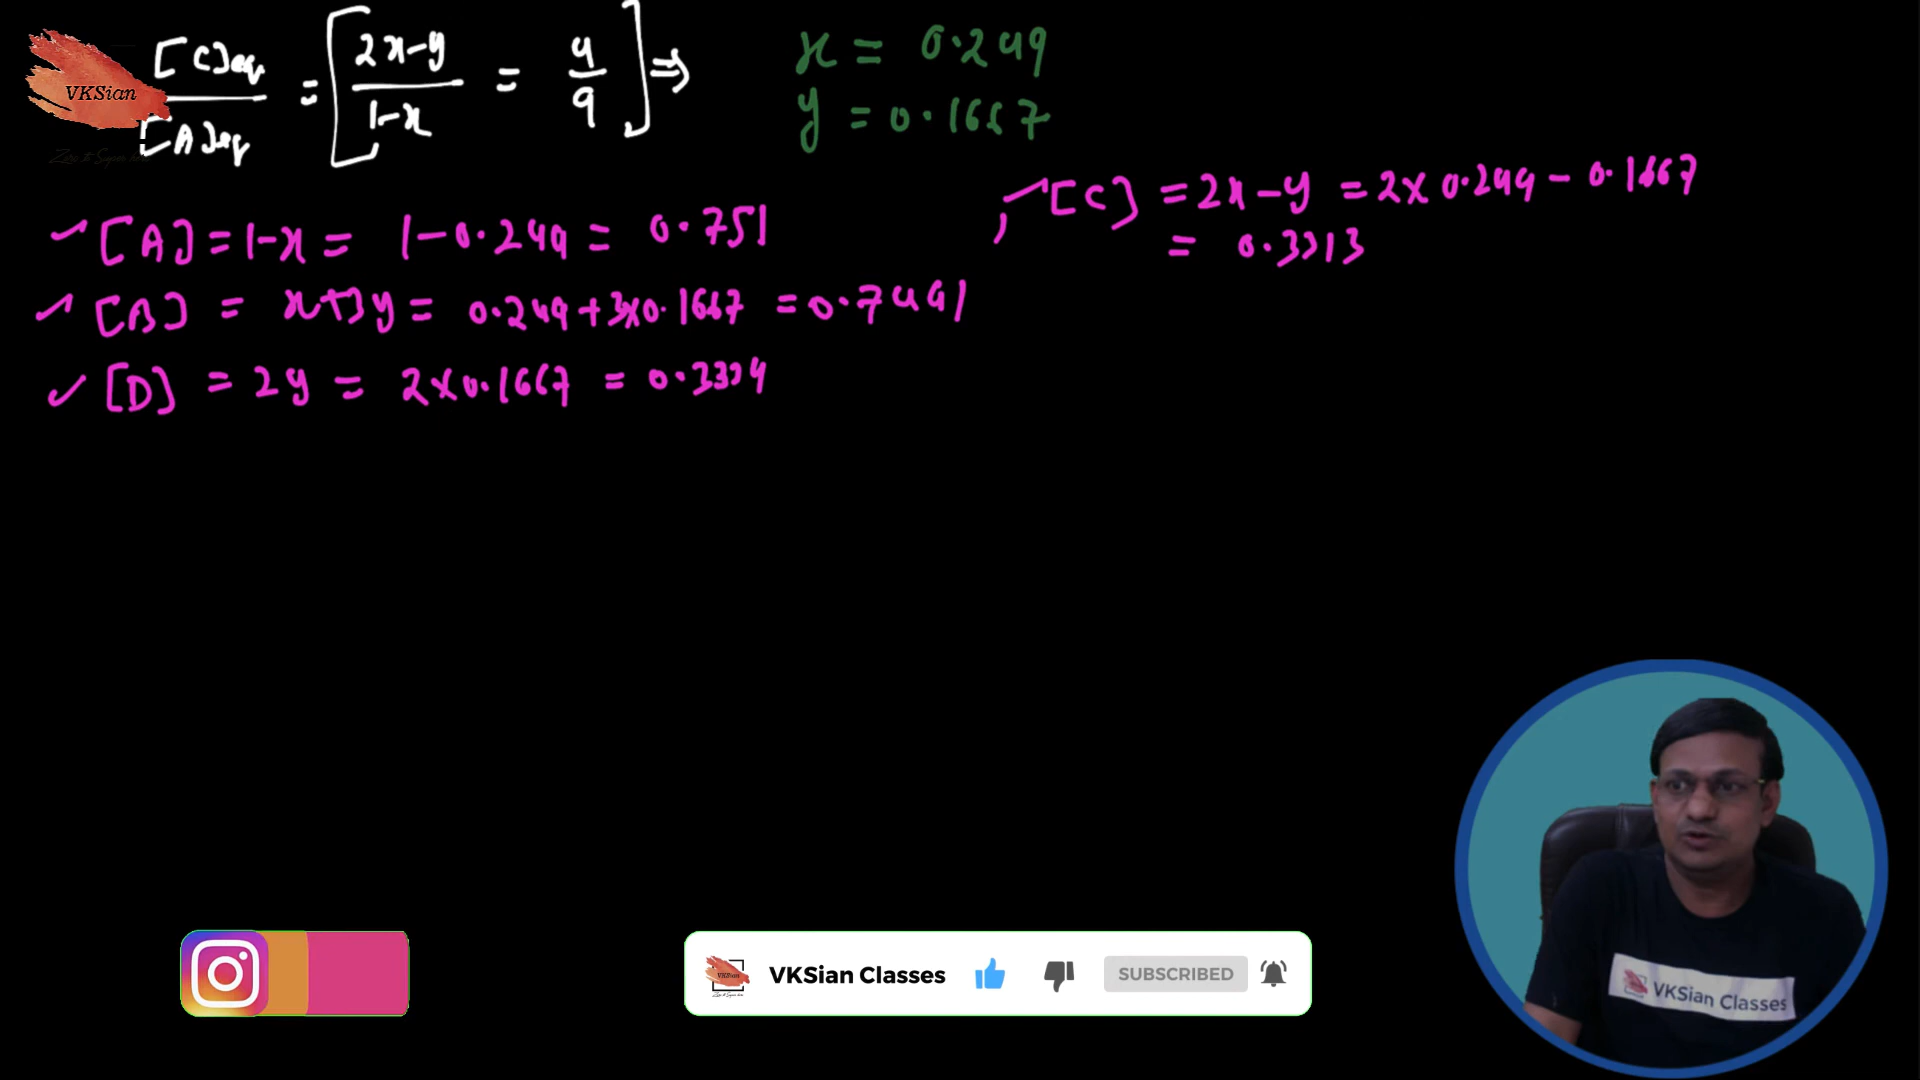 [C]eq / [A]eq = [ 2x-y / 1-x = 4/9 ] ⇒
x = 0.249
y = 0.1667
VKSian
✓[A] = 1-x = 1-0.249 = 0.751
, ✓[C] = 2x-y = 2×0.249 - 0.1667
= 0.3313
✓[B] = x+3y = 0.249+3×0.1667 = 0.7491
✓[D] = 2y = 2×0.1667 = 0.3334
VKSian Classes SUBSCRIBED
VKSian Classes